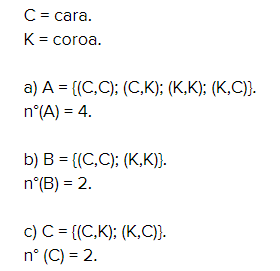 C = cara.
K = coroa.
a) A = {(C,C); (C,K); (K,K); (K,C)}.
n°(A) = 4.
b) B = {(C,C); (K,K)}.
n°(B) = 2.
c) C = {(C,K); (K,C)}.
n° (C) = 2.